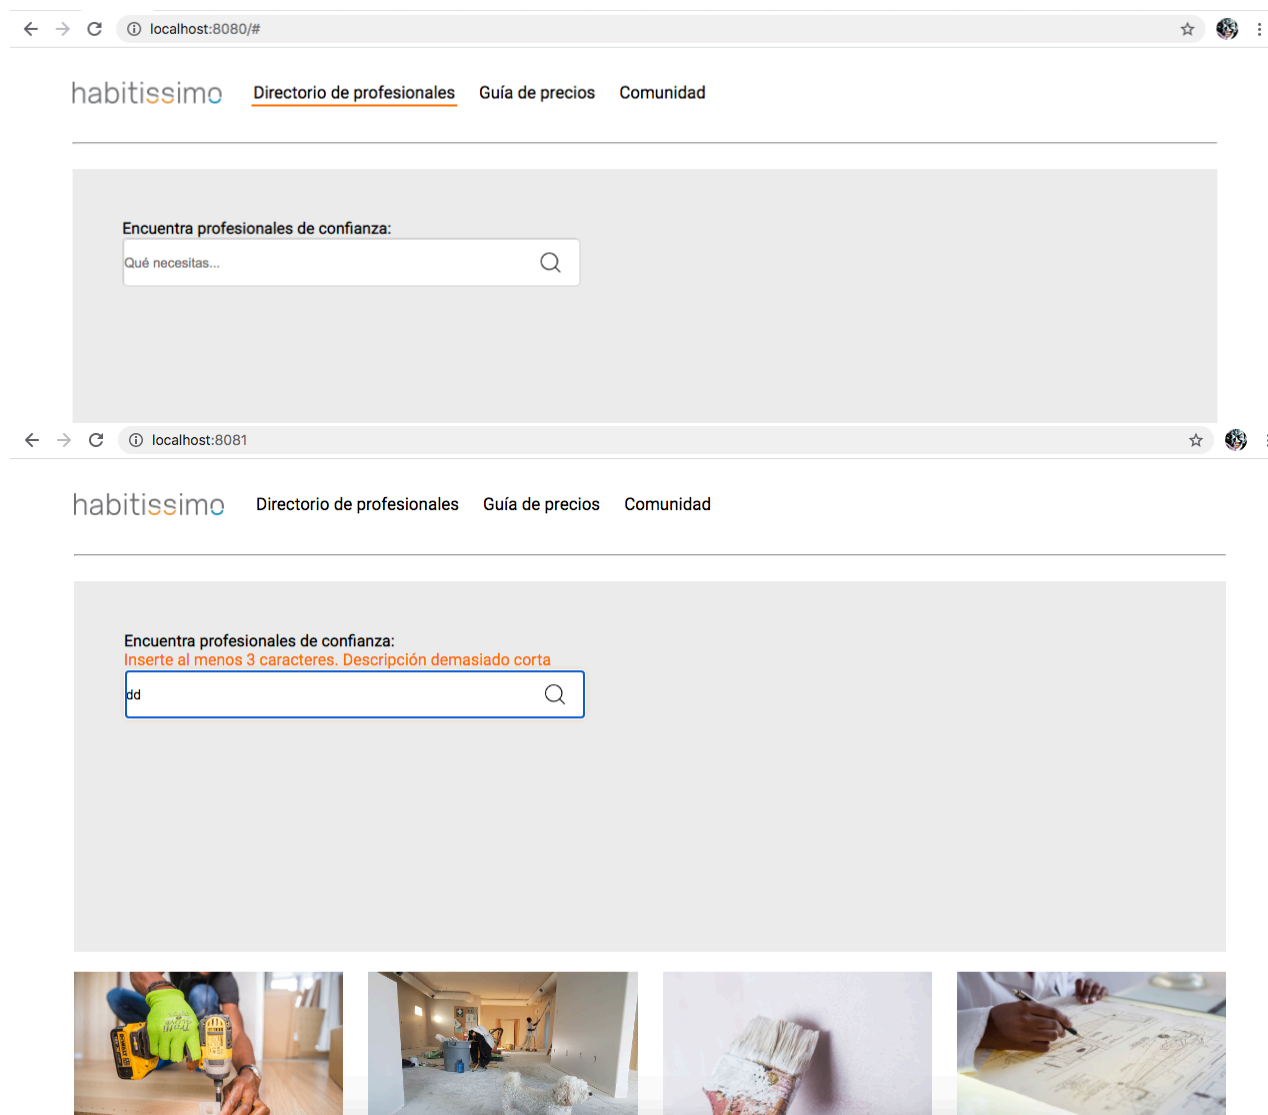 localhost:8080/#
habitissimo Directorio de profesionales Guía de precios Comunidad
Encuentra profesionales de confianza:
Qué necesitas...
localhost:8081
habitissimo Directorio de profesionales Guía de precios Comunidad
Encuentra profesionales de confianza:
Inserte al menos 3 caracteres. Descripción demasiado corta
dd